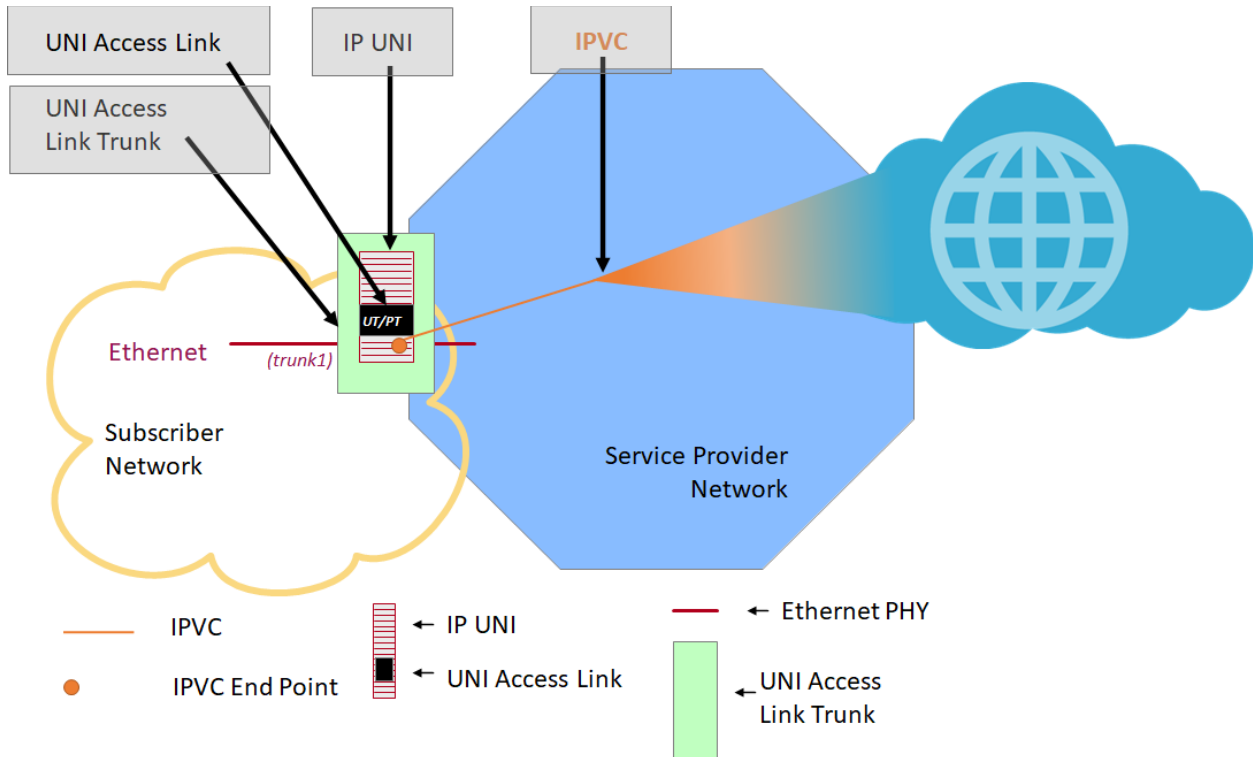 UNI Access Link
IP UNI
IPVC
UNI Access
Link Trunk
UT/PT
Ethernet
(trunk1)
Subscriber
Network
Service Provider
Network
IPVC
IPVC End Point
IP UNI
UNI Access Link
Ethernet PHY
UNI Access
Link Trunk